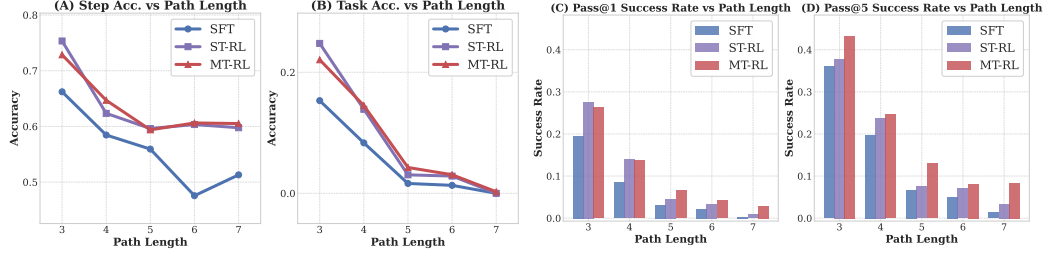 (A) Step Acc. vs Path Length
0.8
0.7
0.6
0.5
Accuracy
SFT
ST-RL
MT-RL
3 4 5 6 7
Path Length
(B) Task Acc. vs Path Length
0.2
0.0
Accuracy
SFT
ST-RL
MT-RL
3 4 5 6 7
Path Length
(C) Pass@1 Success Rate vs Path Length
0.4
0.3
0.2
0.1
0.0
Success Rate
SFT
ST-RL
MT-RL
3 4 5 6 7
Path Length
(D) Pass@5 Success Rate vs Path Length
0.4
0.3
0.2
0.1
0.0
Success Rate
SFT
ST-RL
MT-RL
3 4 5 6 7
Path Length